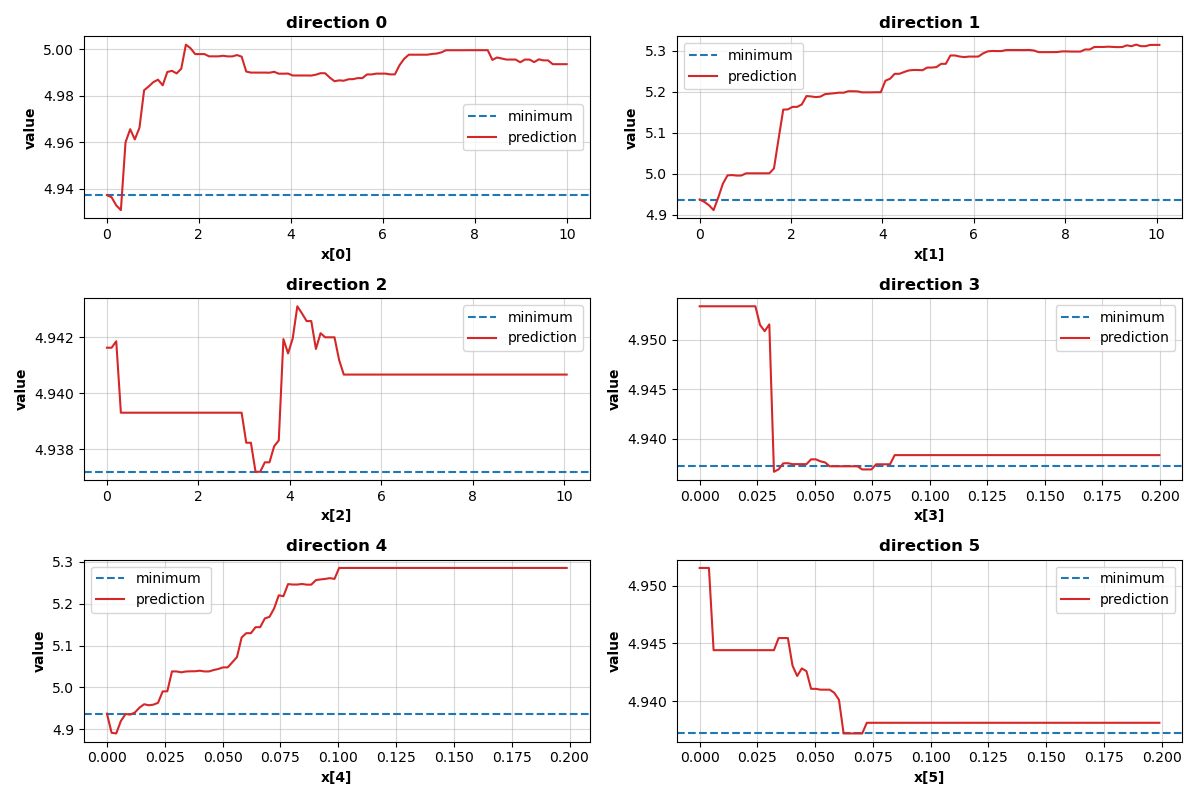 direction 0
value
5.00
4.98
4.96
4.94
minimum
prediction
0 2 4 6 8 10
x[0]
direction 1
value
5.3
5.2
5.1
5.0
4.9
minimum
prediction
0 2 4 6 8 10
x[1]
direction 2
value
4.942
4.940
4.938
minimum
prediction
0 2 4 6 8 10
x[2]
direction 3
value
4.950
4.945
4.940
minimum
prediction
0.000 0.025 0.050 0.075 0.100 0.125 0.150 0.175 0.200
x[3]
direction 4
value
5.3
5.2
5.1
5.0
4.9
minimum
prediction
0.000 0.025 0.050 0.075 0.100 0.125 0.150 0.175 0.200
x[4]
direction 5
value
4.950
4.945
4.940
minimum
prediction
0.000 0.025 0.050 0.075 0.100 0.125 0.150 0.175 0.200
x[5]